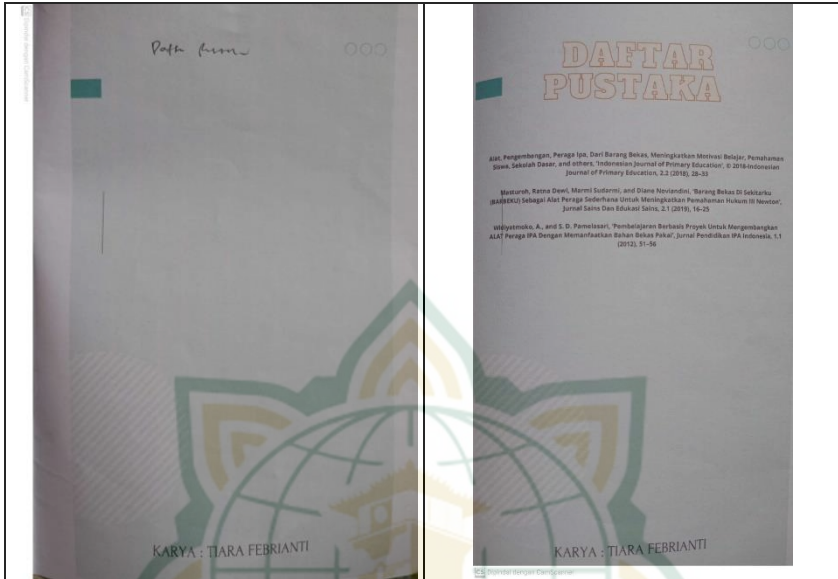 KARYA : TIARA FEBRIANTI
DAFTAR
PUSTAKA
Alat, Pengembangan, Peraga Ipa, Dari Barang Bekas, Meningkatkan Motivasi Belajar, Pemahaman
Siswa, Sekolah Dasar, and others, 'Indonesian Journal of Primary Education', © 2018-Indonesian
Journal of Primary Education, 2.2 (2018), 28–33
Masturoh, Ratna Dewi, Marmi Sudarmi, and Diane Noviandini, 'Barang Bekas Di Sekitarku
(BARBEKU) Sebagai Alat Peraga Sederhana Untuk Meningkatkan Pemahaman Hukum III Newton',
Jurnal Sains Dan Edukasi Sains, 2.1 (2019), 16–25
Widiyatmoko, A., and S. D. Pamelasari, 'Pembelajaran Berbasis Proyek Untuk Mengembangkan
ALAT Peraga IPA Dengan Memanfaatkan Bahan Bekas Pakai', Jurnal Pendidikan IPA Indonesia, 1.1
(2012), 51–56
KARYA : TIARA FEBRIANTI
CS Dipindai dengan CamScanner